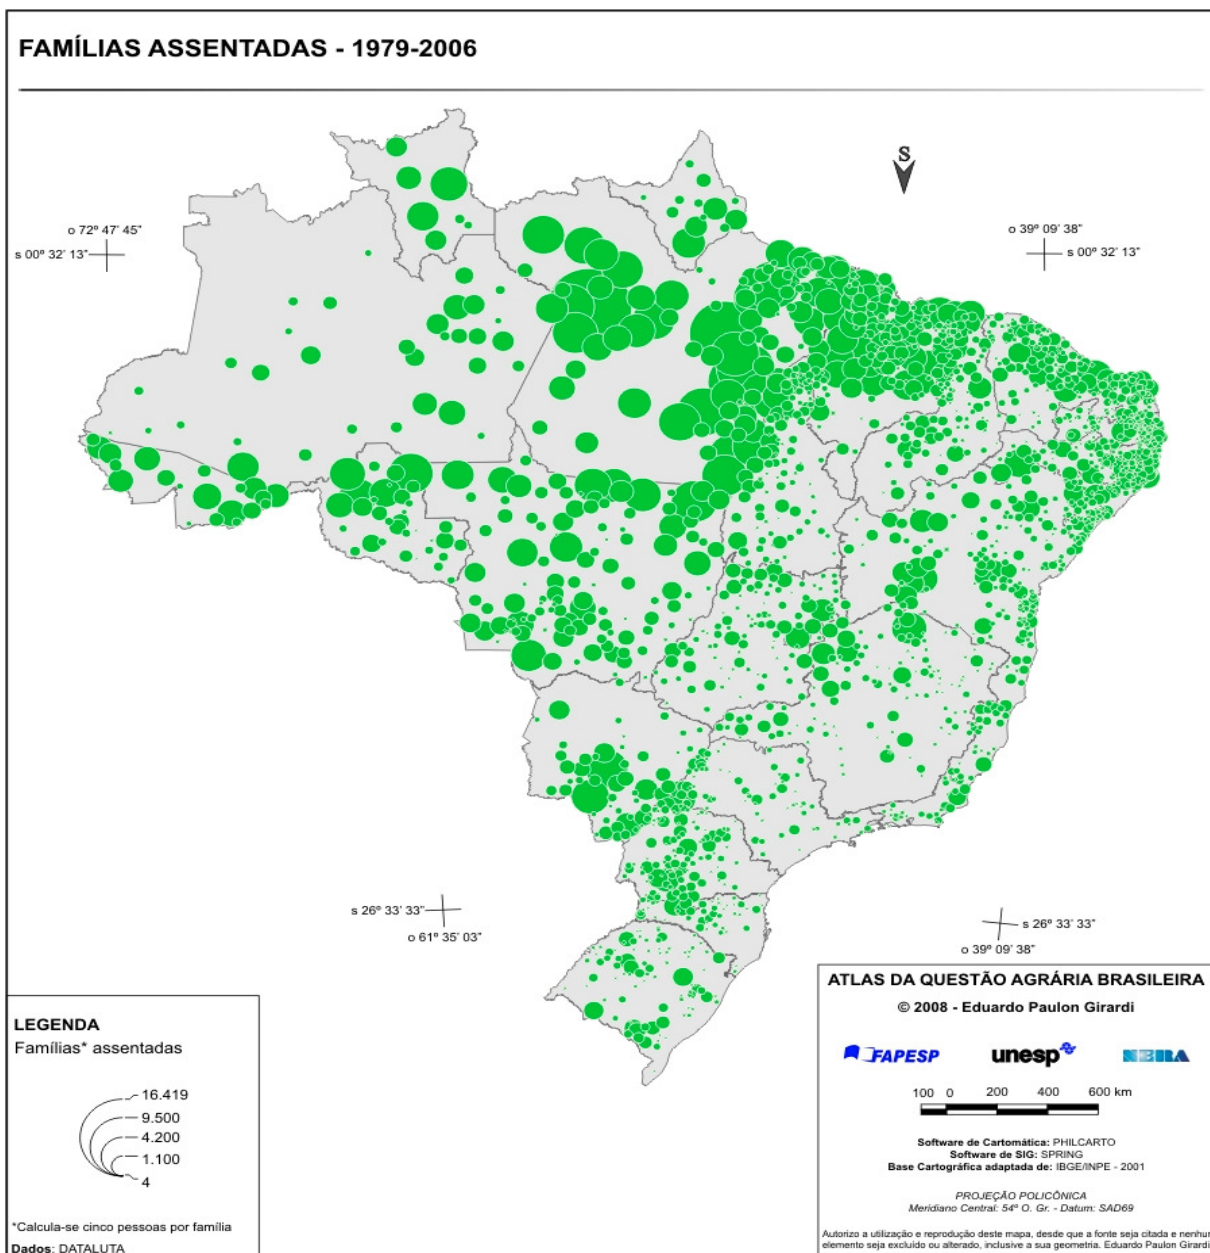 FAMÍLIAS ASSENTADAS - 1979-2006
S
o 72º 47' 45"
s 00º 32' 13"
o 39º 09' 38"
s 00º 32' 13"
s 26º 33' 33"
o 61º 35' 03"
s 26º 33' 33"
o 39º 09' 38"
LEGENDA
Famílias* assentadas
16.419
9.500
4.200
1.100
4
*Calcula-se cinco pessoas por família
Dados: DATALUTA
ATLAS DA QUESTÃO AGRÁRIA BRASILEIRA
© 2008 - Eduardo Paulon Girardi
FAPESP unesp NERA
100 0 200 400 600 km
Software de Cartomática: PHILCARTO
Software de SIG: SPRING
Base Cartográfica adaptada de: IBGE/INPE - 2001
PROJEÇÃO POLICÔNICA
Meridiano Central: 54º O. Gr. - Datum: SAD69
Autorizo a utilização e reprodução deste mapa, desde que a fonte seja citada e nenhum
elemento seja excluído ou alterado, inclusive a sua geometria. Eduardo Paulon Girardi